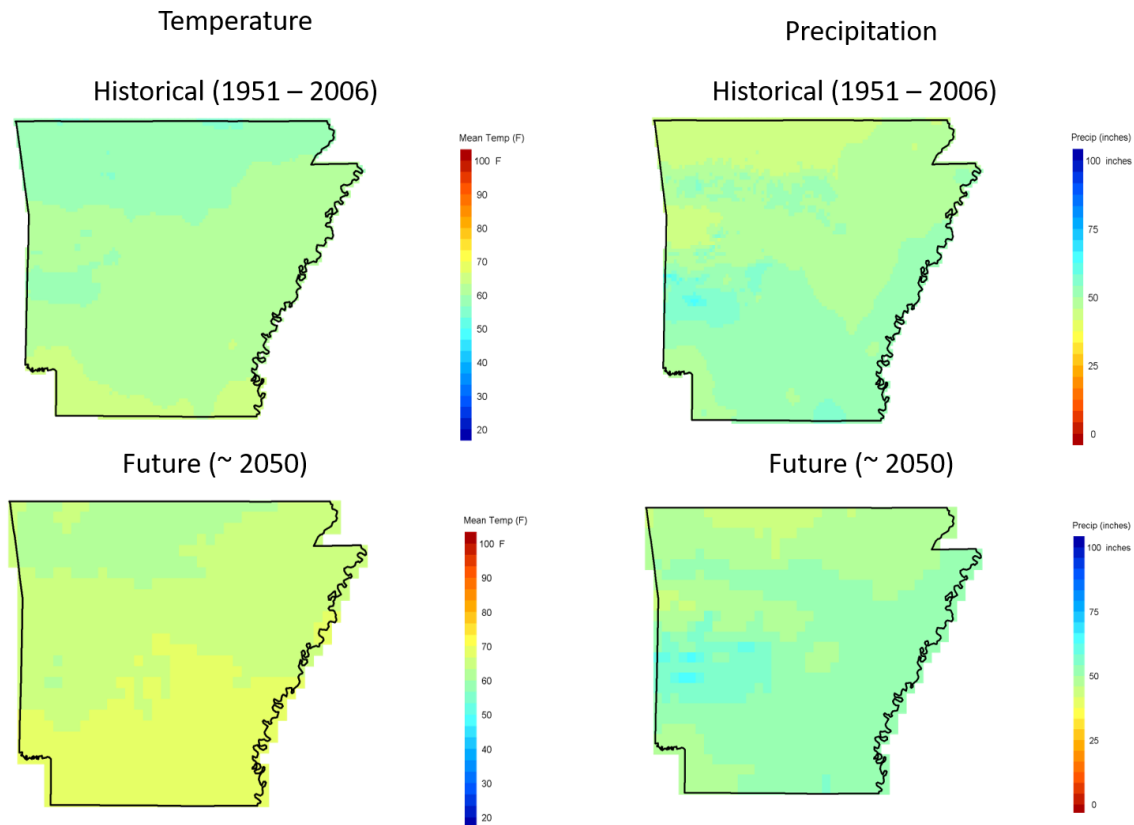 Temperature
Precipitation
Historical (1951 – 2006)
Historical (1951 – 2006)
Mean Temp (F)
100 F
90
80
70
60
50
40
30
20
Precip (inches)
100 inches
75
50
25
0
Future (~ 2050)
Future (~ 2050)
Mean Temp (F)
100 F
90
80
70
60
50
40
30
20
Precip (inches)
100 inches
75
50
25
0